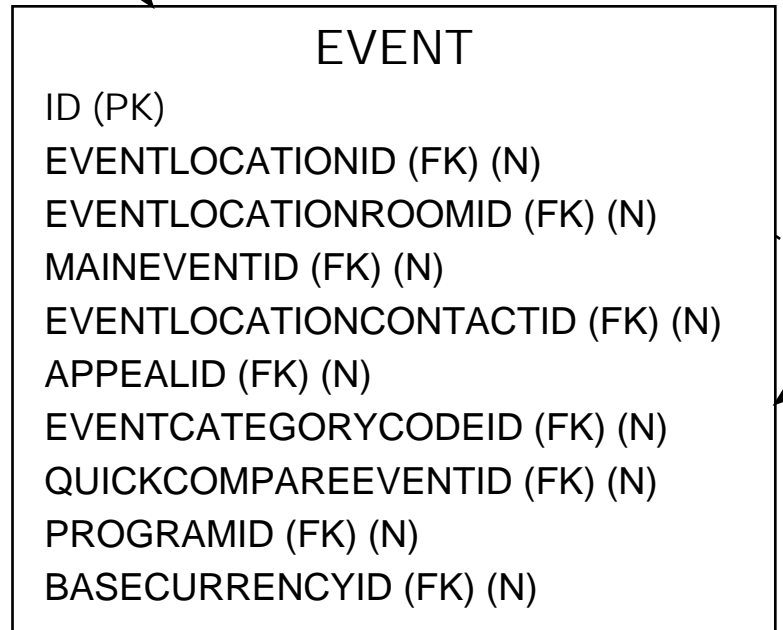 EVENT
ID (PK)
EVENTLOCATIONID (FK) (N)
EVENTLOCATIONROOMID (FK) (N)
MAINEVENTID (FK) (N)
EVENTLOCATIONCONTACTID (FK) (N)
APPEALID (FK) (N)
EVENTCATEGORYCODEID (FK) (N)
QUICKCOMPAREEVENTID (FK) (N)
PROGRAMID (FK) (N)
BASECURRENCYID (FK) (N)